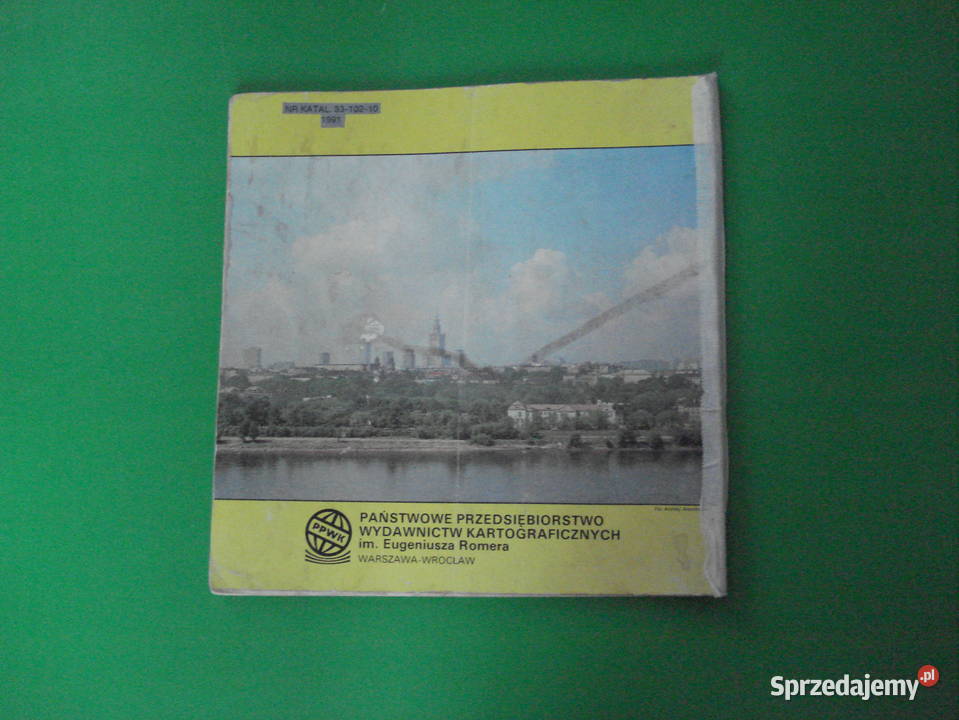 NR KATAL. 33-102-10
1991
PPWK
PAŃSTWOWE PRZEDSIĘBIORSTWO
WYDAWNICTW KARTOGRAFICZNYCH
im. Eugeniusza Romera
WARSZAWA-WROCŁAW
Sprzedajemy.pl